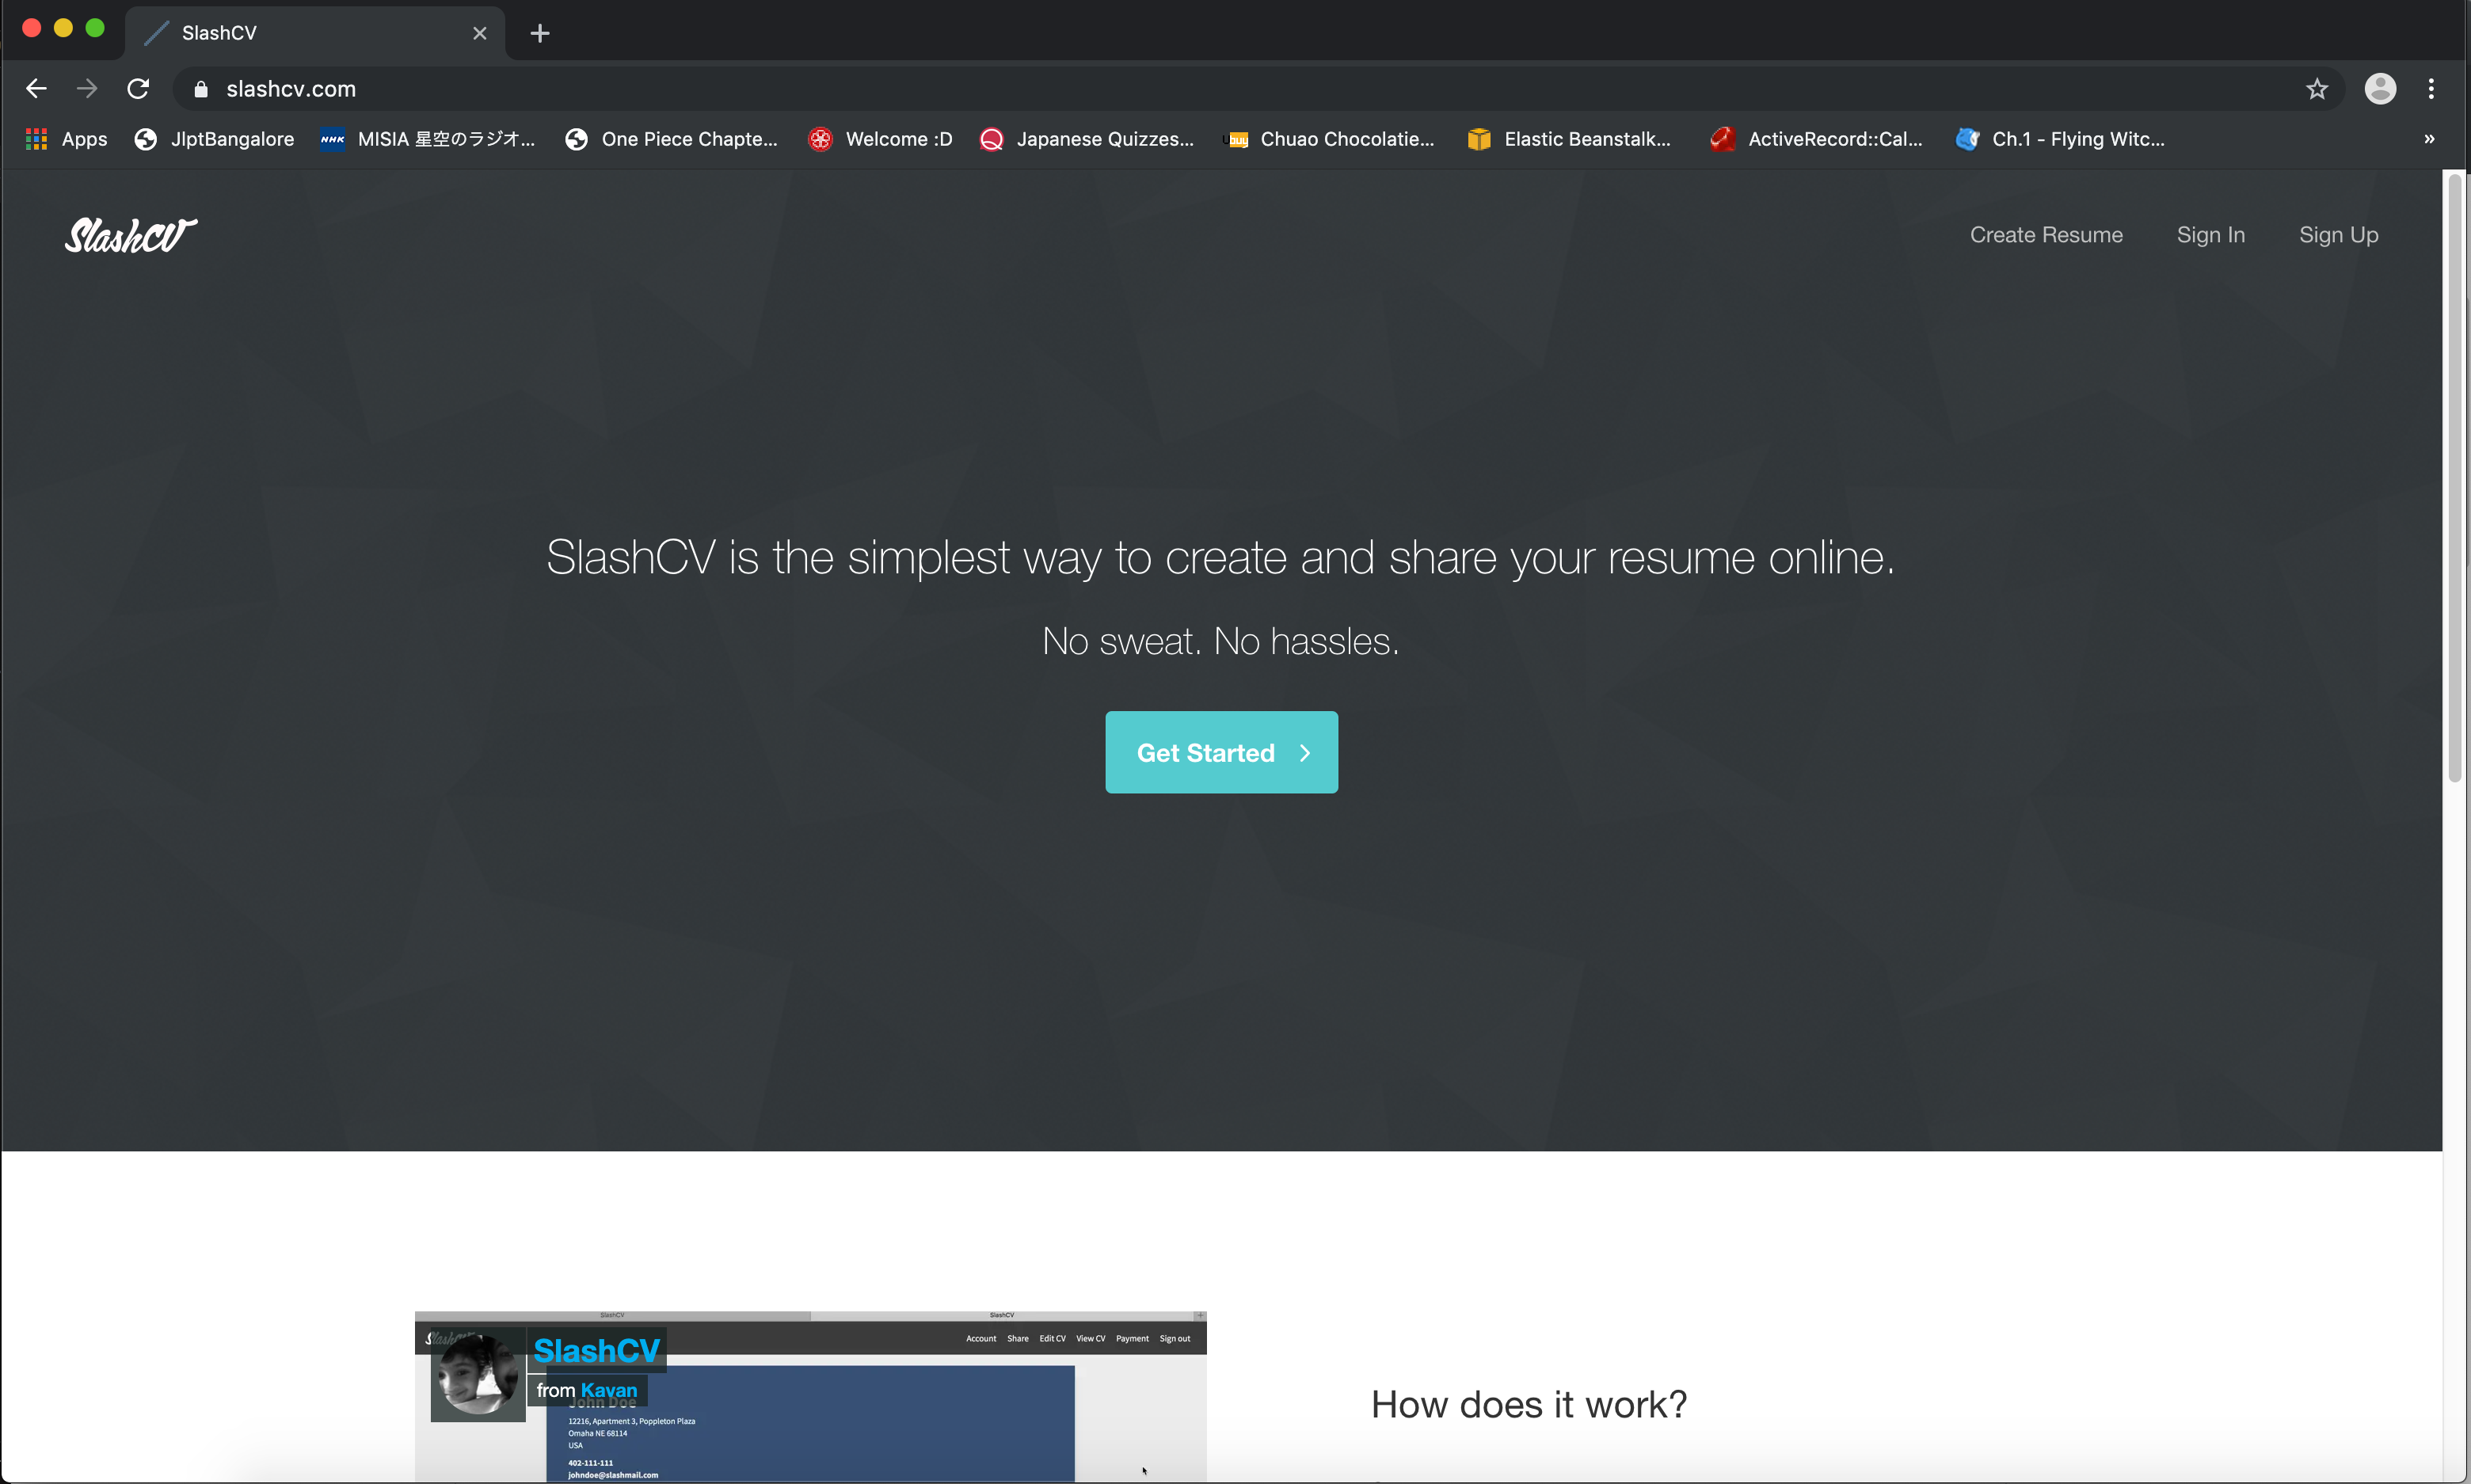 SlashCV
slashcv.com
Apps JlptBangalore NHK MISIA 星空のラジオ... One Piece Chapte... Welcome :D Japanese Quizzes... Ubuy Chuao Chocolatie... Elastic Beanstalk... ActiveRecord::Cal... Ch.1 - Flying Witc... »
SlashCV Create Resume Sign In Sign Up
SlashCV is the simplest way to create and share your resume online.
No sweat. No hassles.
Get Started
SlashCV SlashCV
Account Share Edit CV View CV Payment Sign out
SlashCV
from Kavan
John Doe
12216, Apartment 3, Poppleton Plaza
Omaha NE 68114
USA
402-111-111
johndoe@slashmail.com
How does it work?